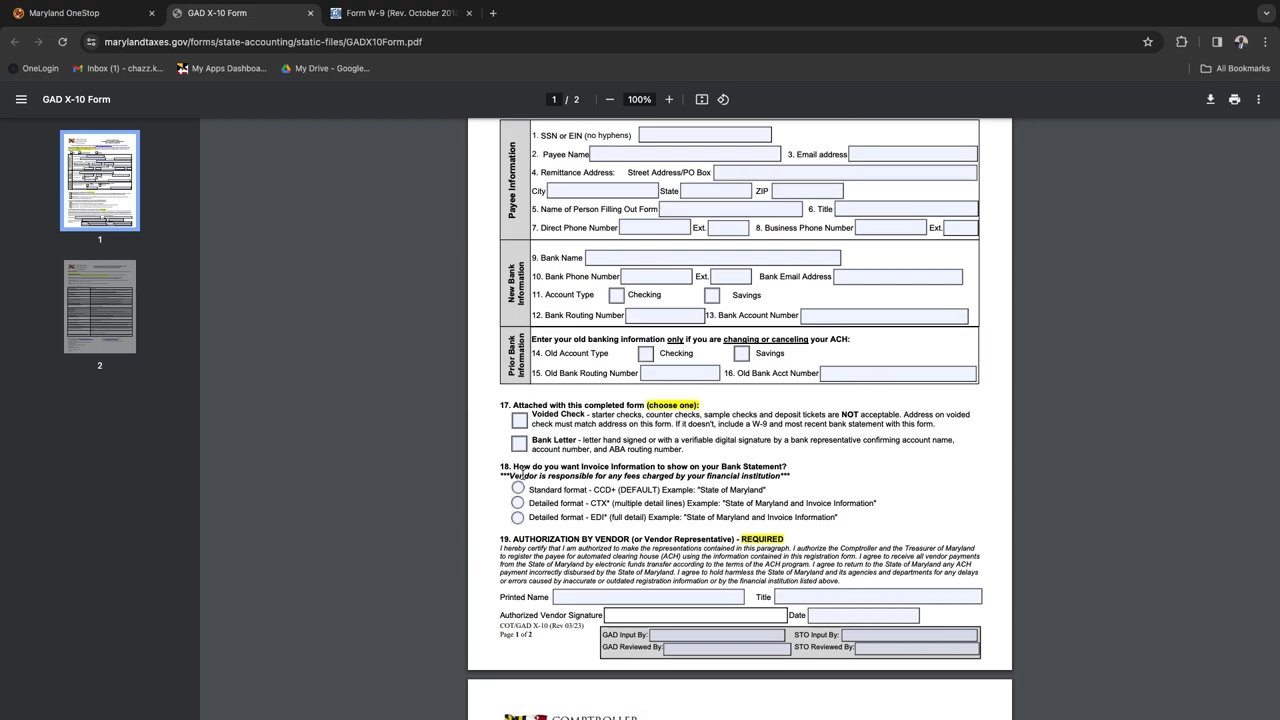 Maryland OneStop
GAD X-10 Form
Form W-9 (Rev. October 2018
marylandtaxes.gov/forms/state-accounting/static-files/GADX10Form.pdf
OneLogin
Inbox (1) – chazz.k...
My Apps Dashboa...
My Drive – Google...
All Bookmarks
GAD X-10 Form
1 / 2
100%
1
2
Payee Information
1. SSN or EIN (no hyphens)
2. Payee Name 3. Email address
4. Remittance Address: Street Address/PO Box
City State ZIP
5. Name of Person Filling Out Form 6. Title
7. Direct Phone Number Ext. 8. Business Phone Number Ext.
New Bank Information
9. Bank Name
10. Bank Phone Number Ext. Bank Email Address
11. Account Type Checking Savings
12. Bank Routing Number 13. Bank Account Number
Prior Bank Information
Enter your old banking information only if you are changing or canceling your ACH:
14. Old Account Type Checking Savings
15. Old Bank Routing Number 16. Old Bank Acct Number
17. Attached with this completed form (choose one):
Voided Check - starter checks, counter checks, sample checks and deposit tickets are NOT acceptable. Address on voided
check must match address on this form. If it doesn't, include a W-9 and most recent bank statement with this form.
Bank Letter - letter hand signed or with a verifiable digital signature by a bank representative confirming account name,
account number, and ABA routing number.
18. How do you want Invoice Information to show on your Bank Statement?
***Vendor is responsible for any fees charged by your financial institution***
Standard format - CCD+ (DEFAULT) Example: "State of Maryland"
Detailed format - CTX* (multiple detail lines) Example: "State of Maryland and Invoice Information"
Detailed format - EDI* (full detail) Example: "State of Maryland and Invoice Information"
19. AUTHORIZATION BY VENDOR (or Vendor Representative) - REQUIRED
I hereby certify that I am authorized to make the representations contained in this paragraph. I authorize the Comptroller and the Treasurer of Maryland
to register the payee for automated clearing house (ACH) using the information contained in this registration form. I agree to receive all vendor payments
from the State of Maryland by electronic funds transfer according to the terms of the ACH program. I agree to return to the State of Maryland any ACH
payment incorrectly disbursed by the State of Maryland. I agree to hold harmless the State of Maryland and its agencies and departments for any delays
or errors caused by inaccurate or outdated registration information or by the financial institution listed above.
Printed Name Title
Authorized Vendor Signature Date
COT/GAD X-10 (Rev 03/23)
Page 1 of 2
GAD Input By: STO Input By:
GAD Reviewed By: STO Reviewed By:
COMPTROLLER